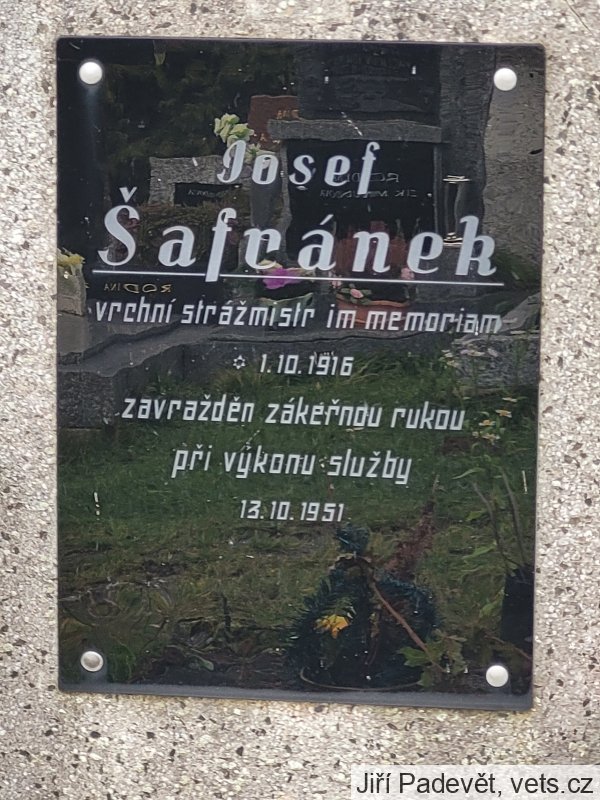 Josef
Šafránek
vrchní strážmistr im memoriam
✡ 1.10.1916
zavražděn zákeřnou rukou
při výkonu služby
13.10.1951
RODINA
Jiří Padevět, vets.cz